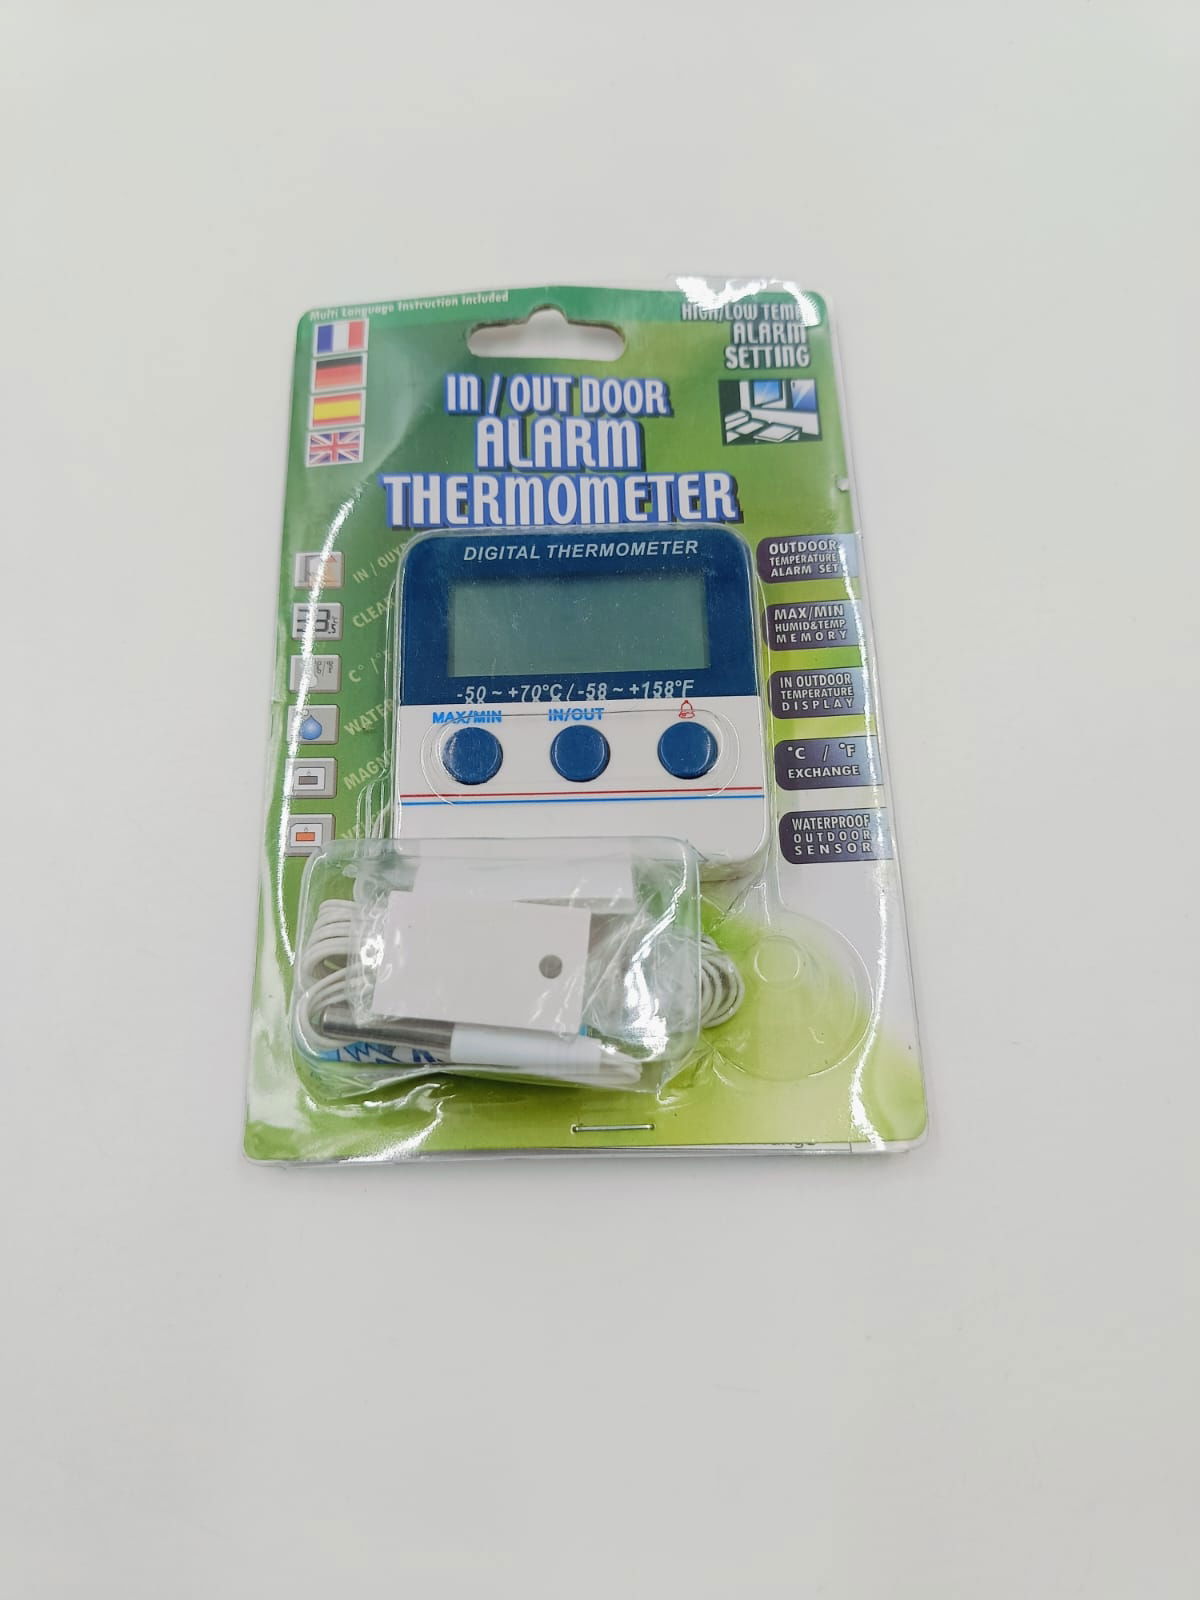 Multi Language Instruction Included
HIGH/LOW TEMP
ALARM
SETTING
IN / OUT DOOR
ALARM
THERMOMETER
DIGITAL THERMOMETER
-50 ~ +70°C / -58 ~ +158°F
MAX/MIN IN/OUT
IN /
CLEAR
C° /°F
OUTDOOR
TEMPERATURE
ALARM SET
MAX/MIN
HUMID&TEMP
MEMORY
IN OUTDOOR
TEMPERATURE
DISPLAY
°C / °F
EXCHANGE
WATERPROOF
OUTDOOR
SENSOR